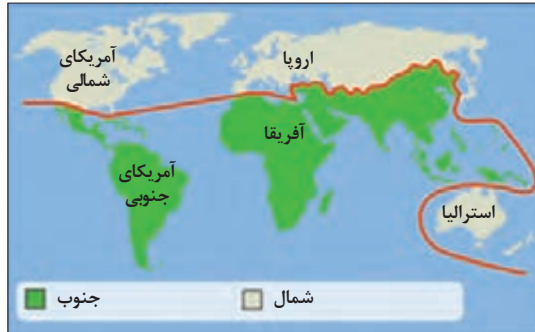 آمریکای
شمالی
اروپا
آفریقا
آمریکای
جنوبی
استرالیا
جنوب
شمال